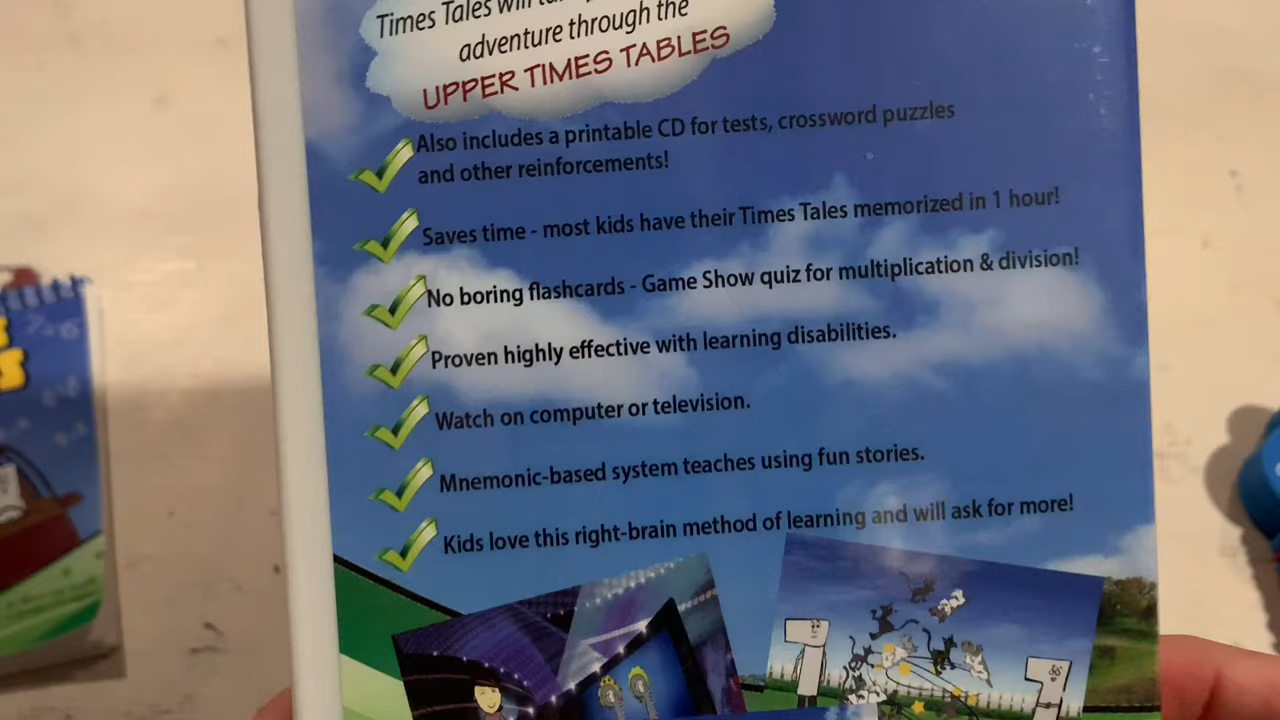 Times Tales will
adventure through the
UPPER TIMES TABLES
Also includes a printable CD for tests, crossword puzzles
and other reinforcements!
Saves time - most kids have their Times Tales memorized in 1 hour!
No boring flashcards - Game Show quiz for multiplication & division!
Proven highly effective with learning disabilities.
Watch on computer or television.
Mnemonic-based system teaches using fun stories.
Kids love this right-brain method of learning and will ask for more!